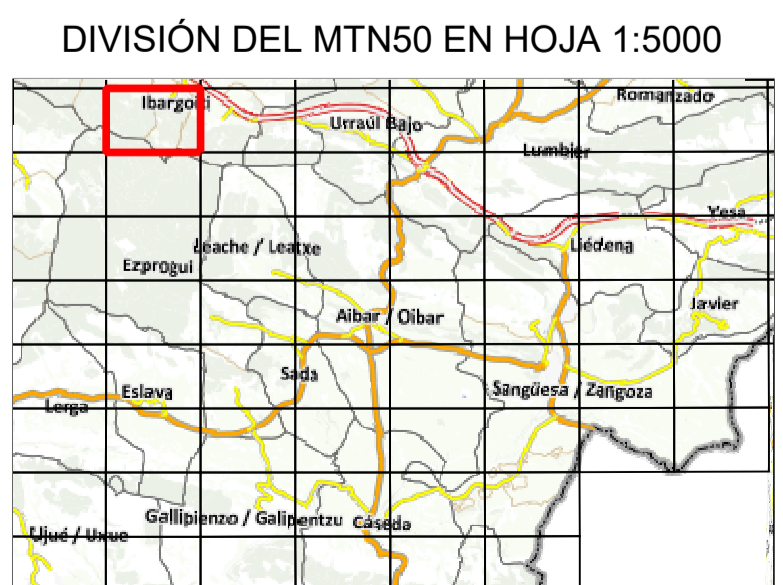 DIVISIÓN DEL MTN50 EN HOJA 1:5000
Romanzado
Ibargoiti
Urraúl Bajo
Lumbier
Yesa
Leache / Leatxe
Liédena
Ezprogui
Javier
Aibar / Oibar
Sada
Eslava
Sangüesa / Zangoza
Lerga
Gallipienzo / Galipentzu
Cáseda
Ujué / Uxue